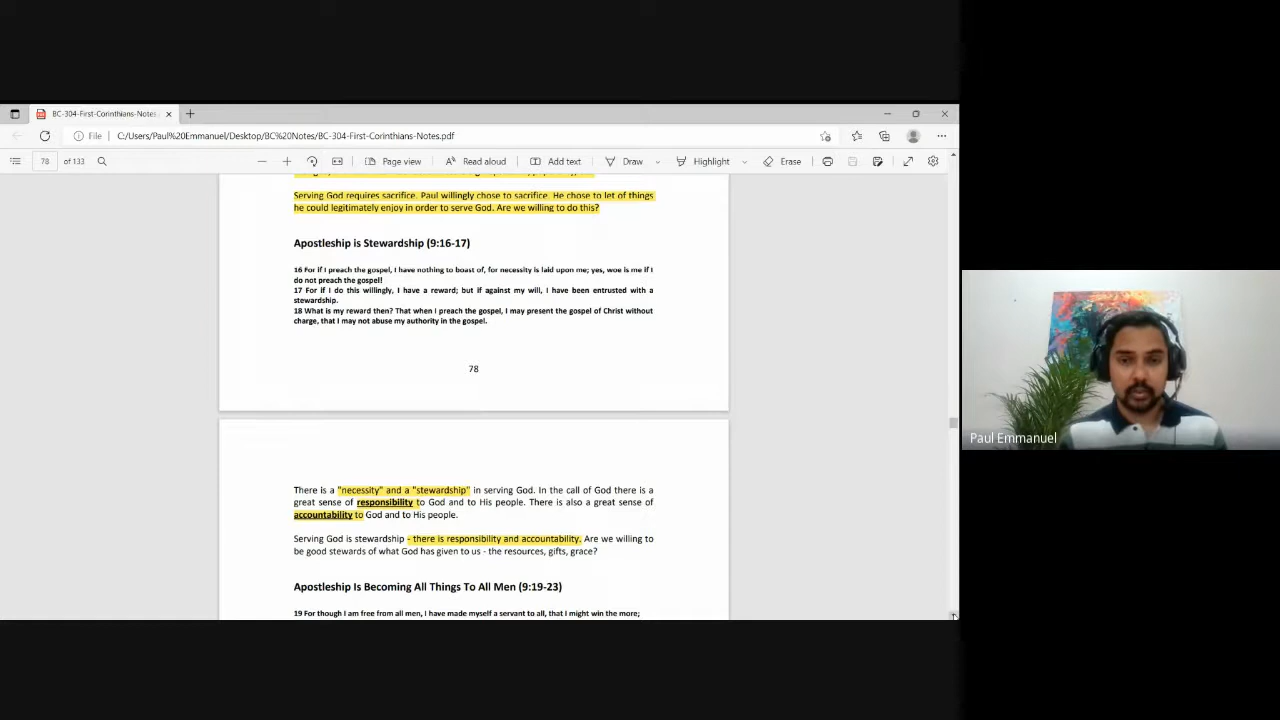 BC-304-First-Corinthians-Notes
File
C:/Users/Paul%20Emmanuel/Desktop/BC%20Notes/BC-304-First-Corinthians-Notes.pdf
78 of 133
Page view
Read aloud
Add text
Draw
Highlight
Erase
Serving God requires sacrifice. Paul willingly chose to sacrifice. He chose to let of things
he could legitimately enjoy in order to serve God. Are we willing to do this?
Apostleship is Stewardship (9:16-17)
16 For if I preach the gospel, I have nothing to boast of, for necessity is laid upon me; yes, woe is me if I
do not preach the gospel!
17 For if I do this willingly, I have a reward; but if against my will, I have been entrusted with a
stewardship.
18 What is my reward then? That when I preach the gospel, I may present the gospel of Christ without
charge, that I may not abuse my authority in the gospel.
78
There is a "necessity" and a "stewardship" in serving God. In the call of God there is a
great sense of responsibility to God and to His people. There is also a great sense of
accountability to God and to His people.
Serving God is stewardship - there is responsibility and accountability. Are we willing to
be good stewards of what God has given to us - the resources, gifts, grace?
Apostleship Is Becoming All Things To All Men (9:19-23)
19 For though I am free from all men, I have made myself a servant to all, that I might win the more;
Paul Emmanuel